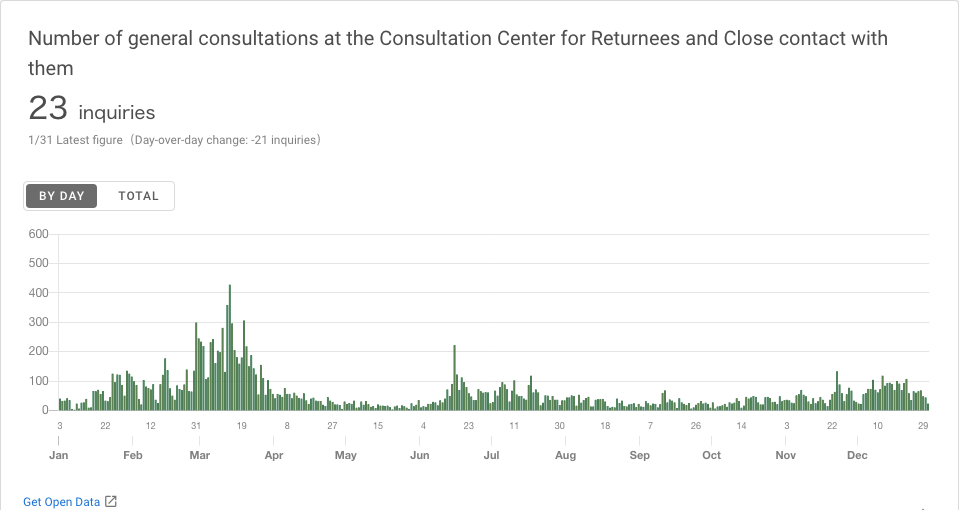 Number of general consultations at the Consultation Center for Returnees and Close contact with
them
23 inquiries
1/31 Latest figure（Day-over-day change: -21 inquiries）
BY DAY TOTAL
600
500
400
300
200
100
0
3 22 12 31 19 8 27 15 4 23 11 30 18 7 26 14 3 22 10 29
Jan Feb Mar Apr May Jun Jul Aug Sep Oct Nov Dec
Get Open Data